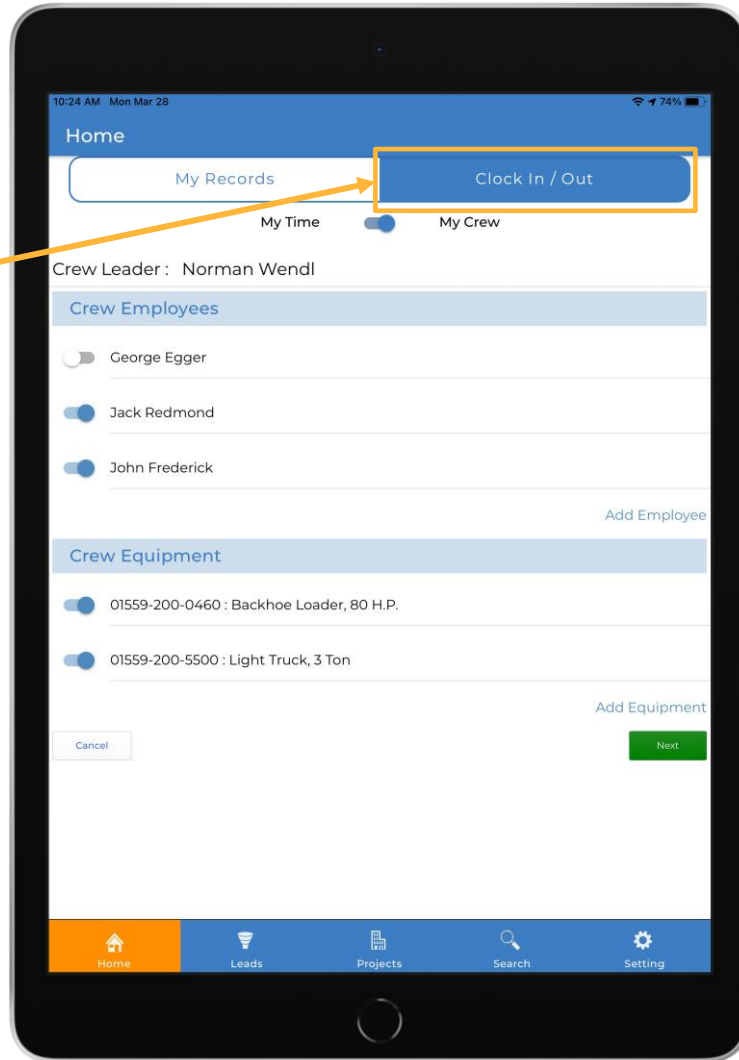 10:24 AM Mon Mar 28 74%
Home
My Records Clock In / Out
My Time My Crew
Crew Leader : Norman Wendl
Crew Employees
George Egger
Jack Redmond
John Frederick
Add Employee
Crew Equipment
01559-200-0460 : Backhoe Loader, 80 H.P.
01559-200-5500 : Light Truck, 3 Ton
Add Equipment
Cancel Next
Home Leads Projects Search Setting